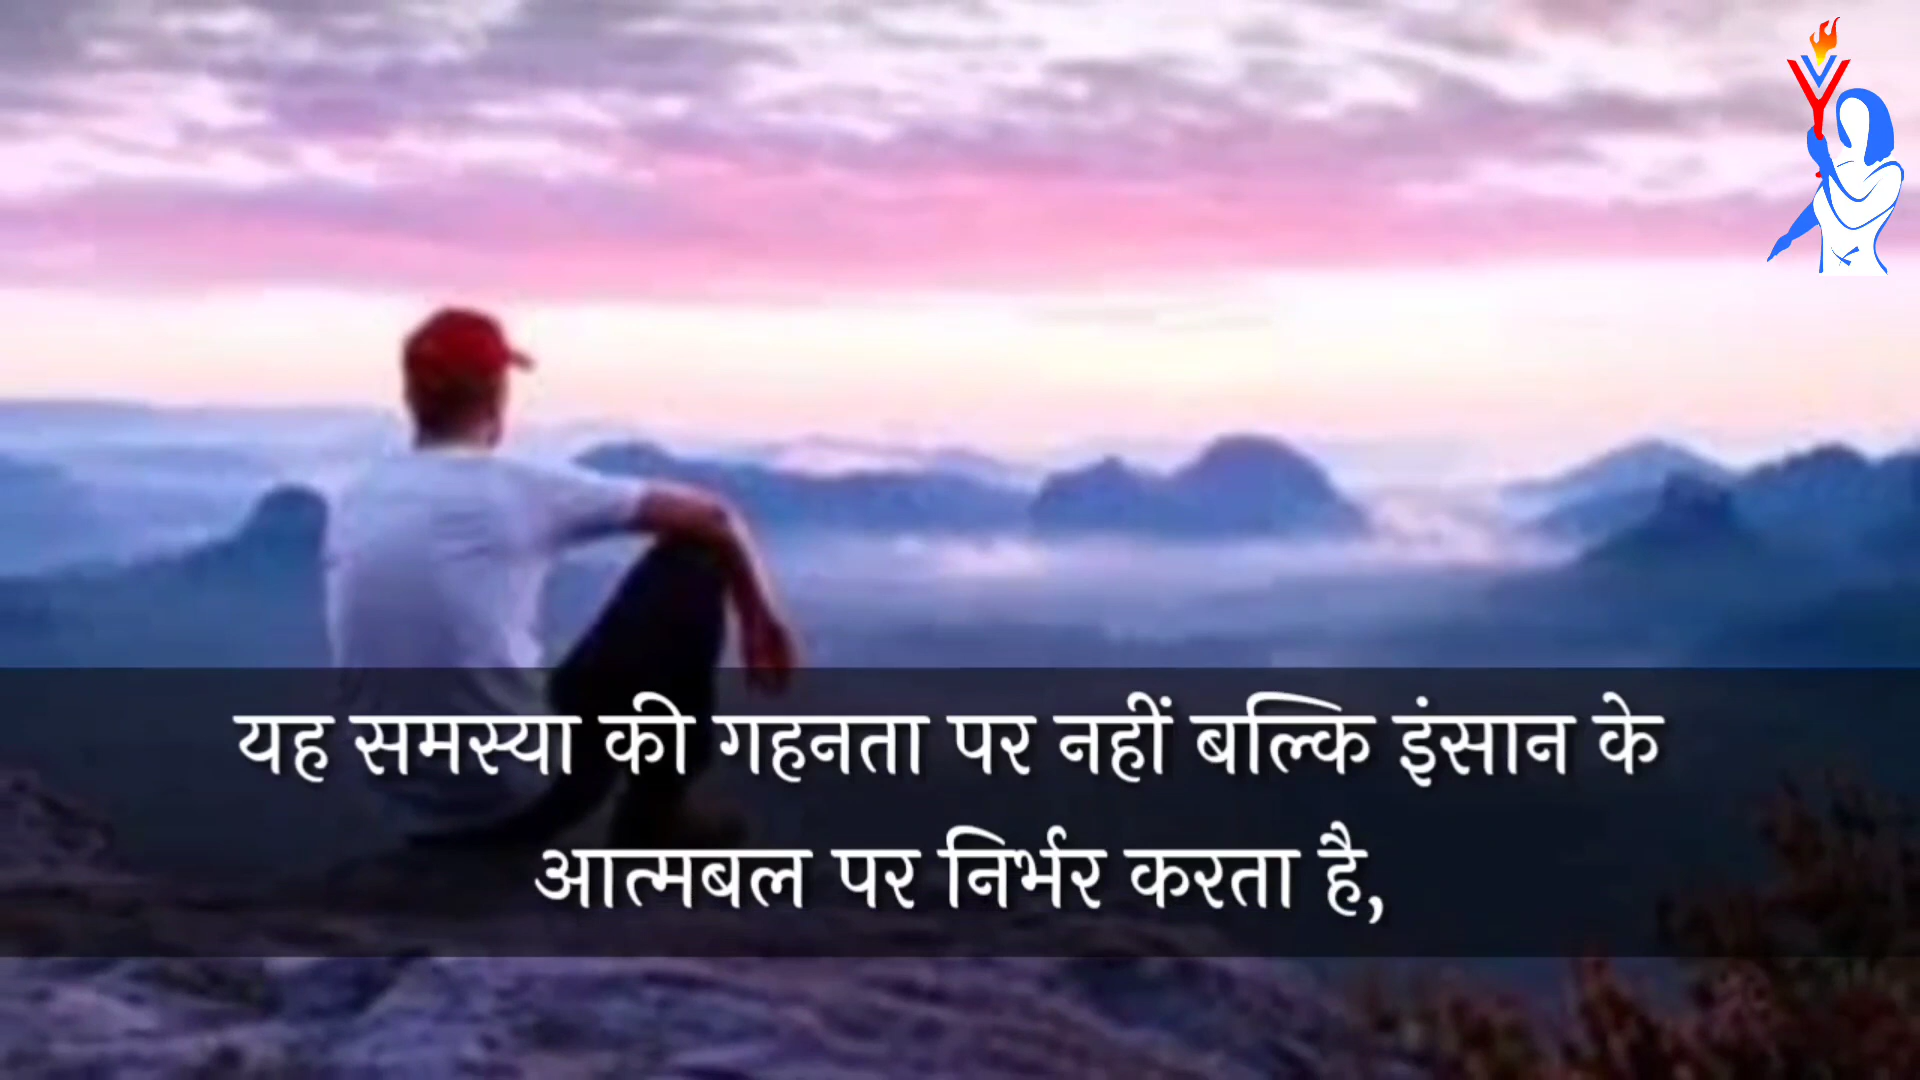 यह समस्या की गहनता पर नहीं बल्कि इंसान के
आत्मबल पर निर्भर करता है,